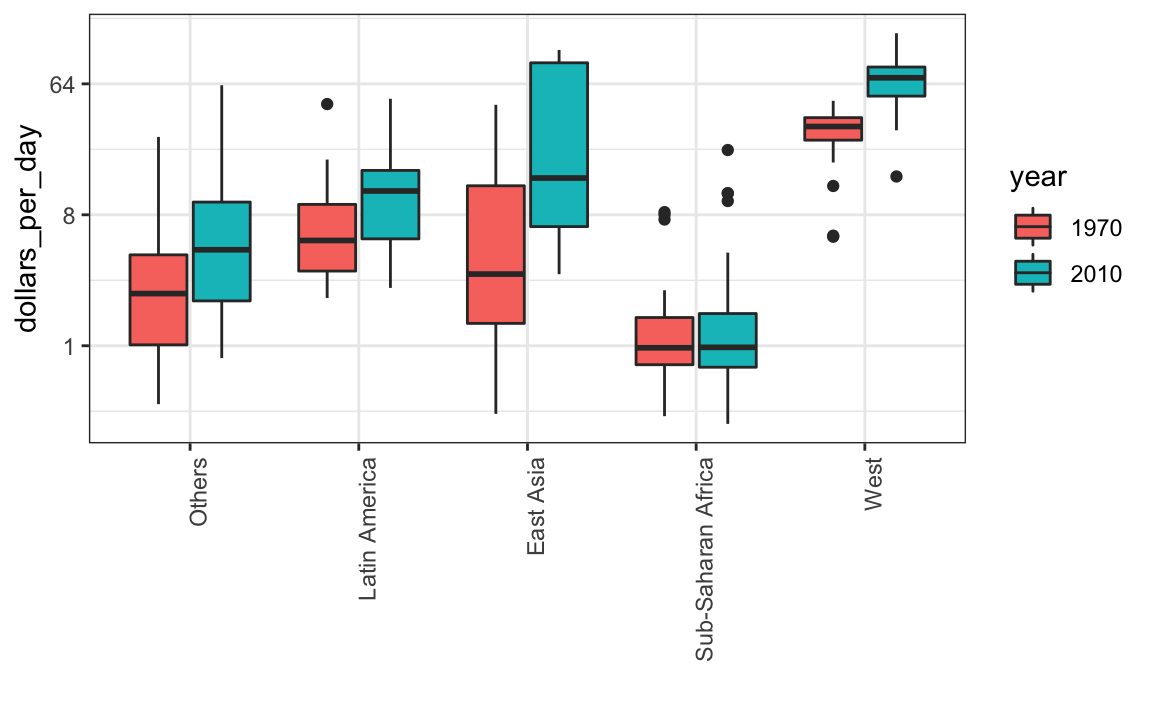 dollars_per_day
64
8
1
Others
Latin America
East Asia
Sub-Saharan Africa
West
year
1970
2010